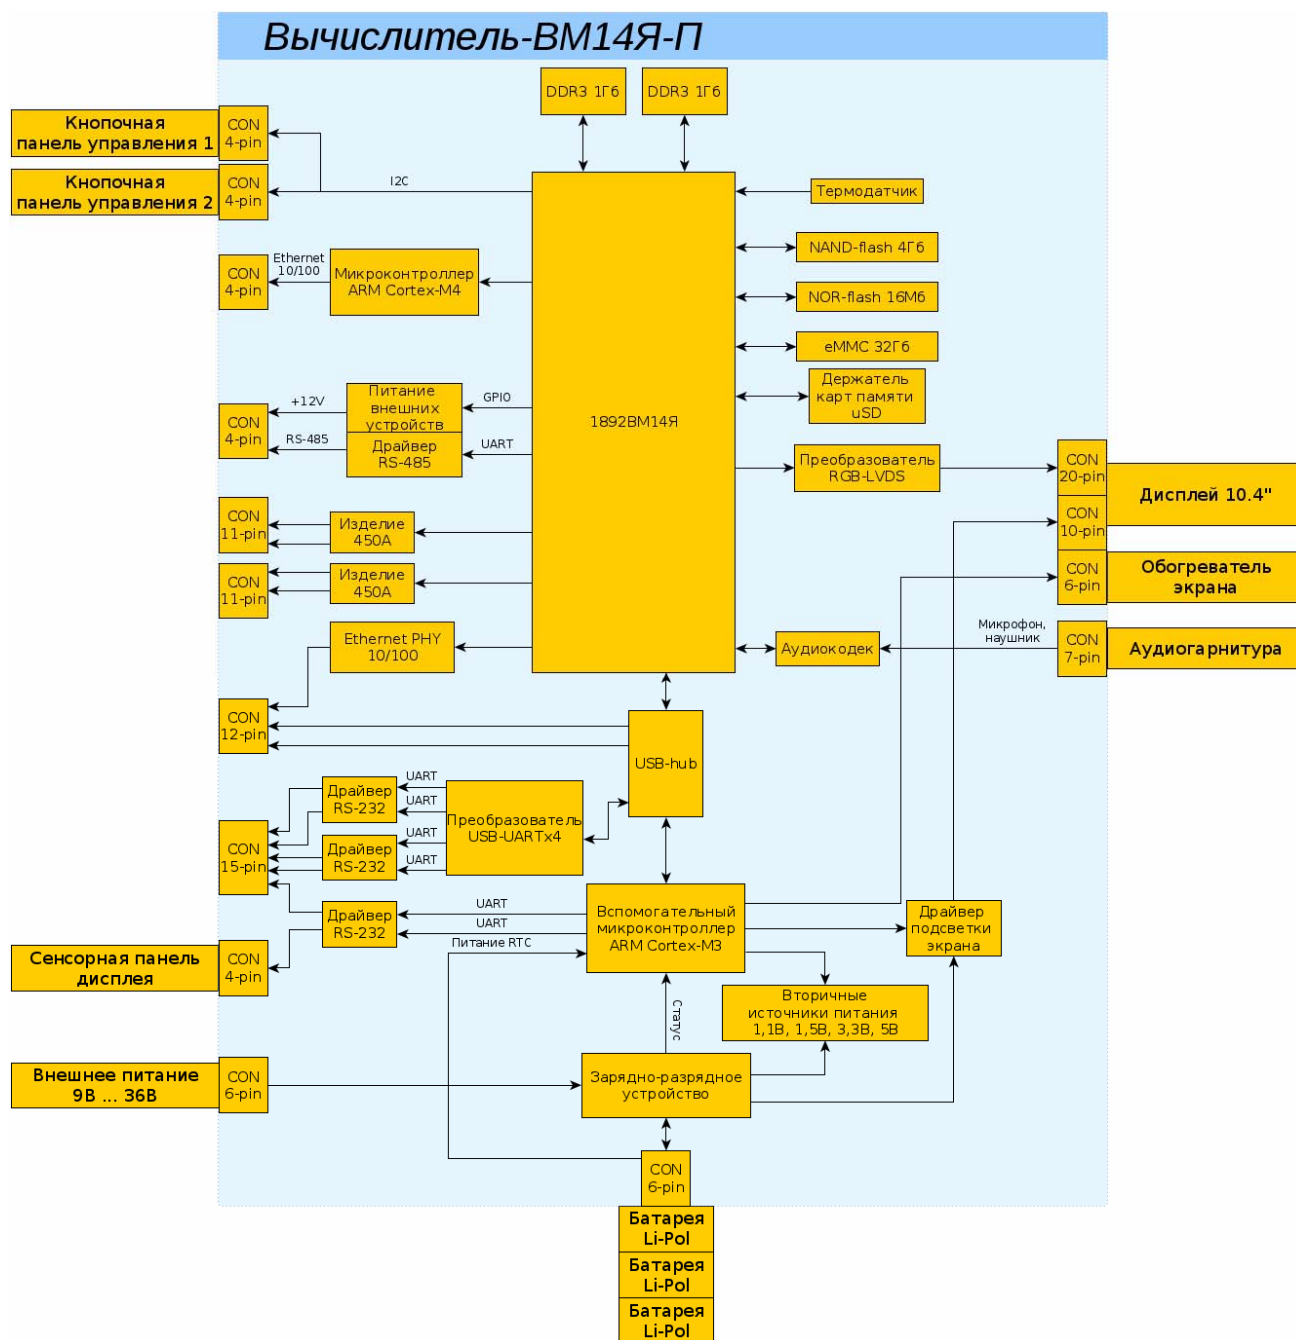 Вычислитель-ВМ14Я-П
DDR3 1Гб
DDR3 1Гб
Кнопочная
панель управления 1
CON
4-pin
Кнопочная
панель управления 2
CON
4-pin
I2C
Термодатчик
NAND-flash 4Гб
NOR-flash 16Мб
eMMC 32Гб
Держатель
карт памяти
uSD
CON
4-pin
Ethernet
10/100
Микроконтроллер
ARM Cortex-M4
1892ВМ14Я
CON
4-pin
+12V
RS-485
Питание
внешних
устройств
Драйвер
RS-485
GPIO
UART
Преобразователь
RGB-LVDS
CON
20-pin
CON
10-pin
Дисплей 10.4"
CON
6-pin
Обогреватель
экрана
CON
11-pin
Изделие
450А
CON
11-pin
Изделие
450А
Ethernet PHY
10/100
Аудиокодек
Микрофон,
наушник
CON
7-pin
Аудиогарнитура
CON
12-pin
USB-hub
CON
15-pin
Драйвер
RS-232
Драйвер
RS-232
UART
UART
UART
UART
Преобразователь
USB-UARTx4
Драйвер
RS-232
UART
UART
Питание RTC
Вспомогательный
микроконтроллер
ARM Cortex-M3
Драйвер
подсветки
экрана
Сенсорная панель
дисплея
CON
4-pin
Статус
Вторичные
источники питания
1,1В, 1,5В, 3,3В, 5В
Внешнее питание
9В ... 36В
CON
6-pin
Зарядно-разрядное
устройство
CON
6-pin
Батарея
Li-Pol
Батарея
Li-Pol
Батарея
Li-Pol